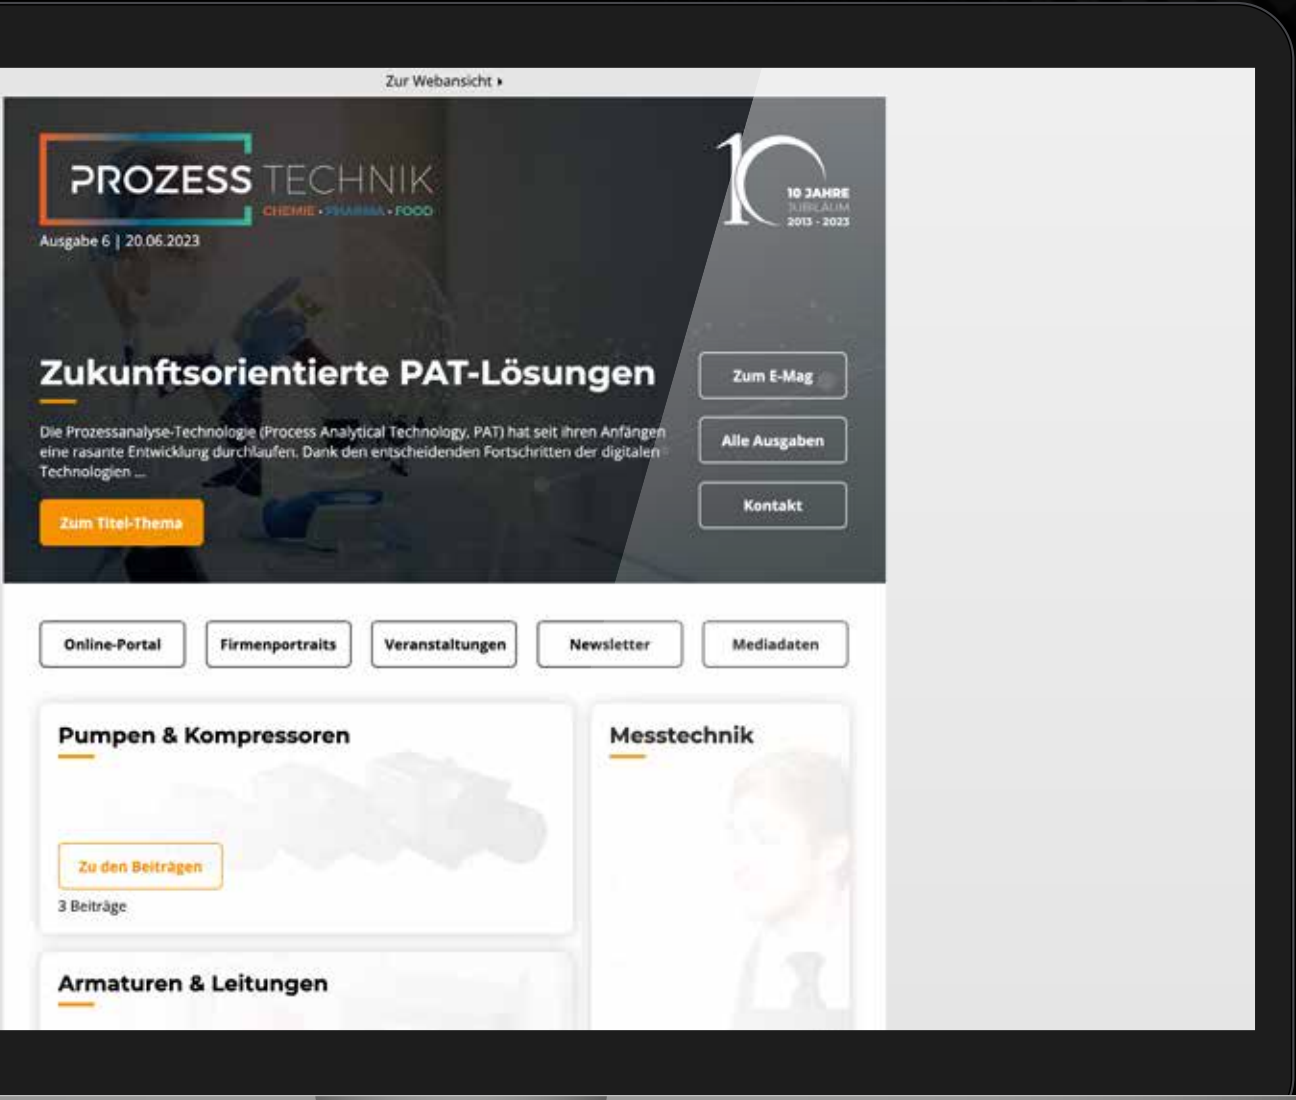 Zur Webansicht ▸
PROZESS TECHNIK
CHEMIE • PHARMA • FOOD
Ausgabe 6 | 20.06.2023
10
10 JAHRE
JUBILÄUM
2013 - 2023
Zukunftsorientierte PAT-Lösungen
Die Prozessanalyse-Technologie (Process Analytical Technology, PAT) hat seit ihren Anfängen
eine rasante Entwicklung durchlaufen. Dank den entscheidenden Fortschritten der digitalen
Technologien ...
Zum Titel-Thema
Zum E-Mag
Alle Ausgaben
Kontakt
Online-Portal
Firmenportraits
Veranstaltungen
Newsletter
Mediadaten
Pumpen & Kompressoren
Zu den Beiträgen
3 Beiträge
Messtechnik
Armaturen & Leitungen